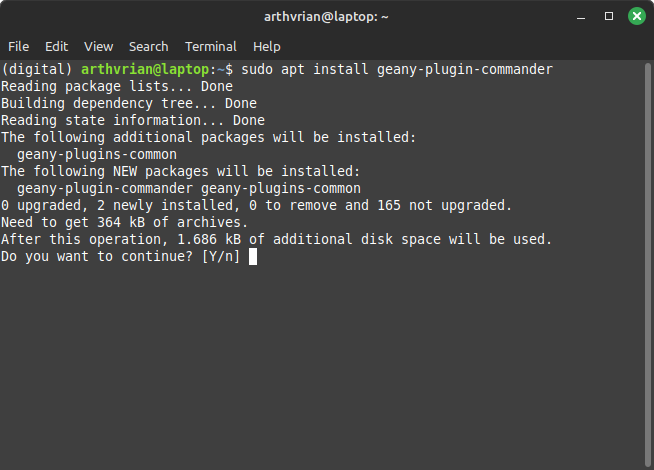 arthvrian@laptop: ~
File Edit View Search Terminal Help
(digital) arthvrian@laptop:~$ sudo apt install geany-plugin-commander
Reading package lists... Done
Building dependency tree... Done
Reading state information... Done
The following additional packages will be installed:
  geany-plugins-common
The following NEW packages will be installed:
  geany-plugin-commander geany-plugins-common
0 upgraded, 2 newly installed, 0 to remove and 165 not upgraded.
Need to get 364 kB of archives.
After this operation, 1.686 kB of additional disk space will be used.
Do you want to continue? [Y/n]